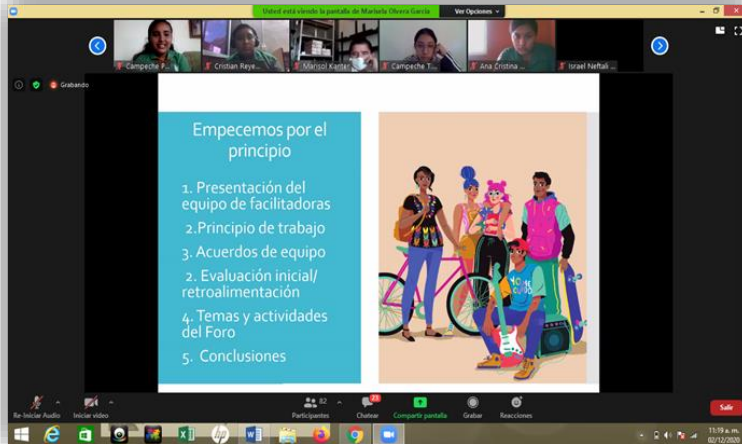 Usted está viendo la pantalla de Marisela Olvera García
Ver Opciones
Campeche P...
Cristian Reye...
Marisol Kanter...
Campeche T...
Ana Cristina ...
Israel Neftalí ...
Grabando
Empecemos por el
principio
1. Presentación del
equipo de facilitadoras
2.Principio de trabajo
3. Acuerdos de equipo
2. Evaluación inicial/
retroalimentación
4. Temas y actividades
del Foro
5. Conclusiones
Re-Iniciar Audio
Iniciar video
82
Participantes
23
Chatear
Compartir pantalla
Grabar
Reacciones
Salir
11:19 a. m.
02/12/2020